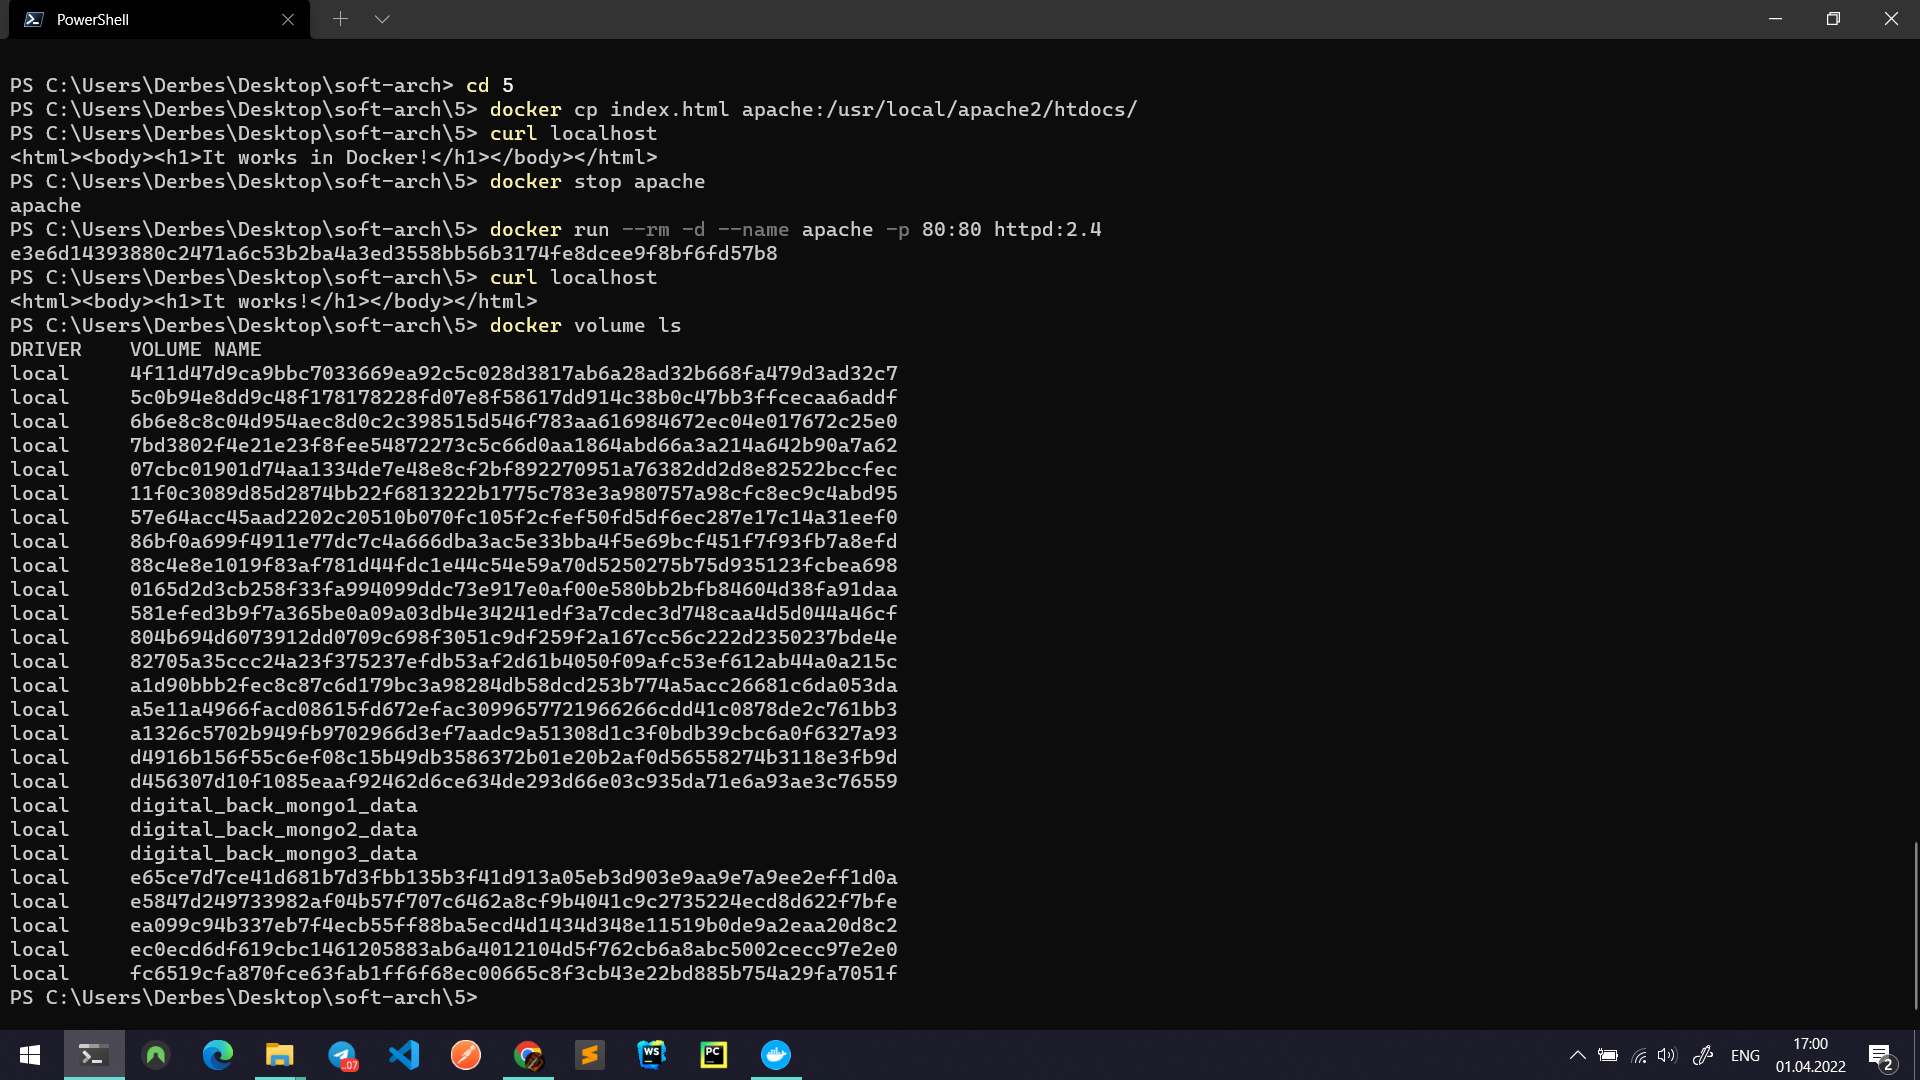 PowerShell
PS C:\Users\Derbes\Desktop\soft-arch> cd 5
PS C:\Users\Derbes\Desktop\soft-arch\5> docker cp index.html apache:/usr/local/apache2/htdocs/
PS C:\Users\Derbes\Desktop\soft-arch\5> curl localhost
<html><body><h1>It works in Docker!</h1></body></html>
PS C:\Users\Derbes\Desktop\soft-arch\5> docker stop apache
apache
PS C:\Users\Derbes\Desktop\soft-arch\5> docker run --rm -d --name apache -p 80:80 httpd:2.4
e3e6d14393880c2471a6c53b2ba4a3ed3558bb56b3174fe8dcee9f8bf6fd57b8
PS C:\Users\Derbes\Desktop\soft-arch\5> curl localhost
<html><body><h1>It works!</h1></body></html>
PS C:\Users\Derbes\Desktop\soft-arch\5> docker volume ls
DRIVER    VOLUME NAME
local     4f11d47d9ca9bbc7033669ea92c5c028d3817ab6a28ad32b668fa479d3ad32c7
local     5c0b94e8dd9c48f178178228fd07e8f58617dd914c38b0c47bb3ffcecaa6addf
local     6b6e8c8c04d954aec8d0c2c398515d546f783aa616984672ec04e017672c25e0
local     7bd3802f4e21e23f8fee54872273c5c66d0aa1864abd66a3a214a642b90a7a62
local     07cbc01901d74aa1334de7e48e8cf2bf892270951a76382dd2d8e82522bccfec
local     11f0c3089d85d2874bb22f6813222b1775c783e3a980757a98cfc8ec9c4abd95
local     57e64acc45aad2202c20510b070fc105f2cfef50fd5df6ec287e17c14a31eef0
local     86bf0a699f4911e77dc7c4a666dba3ac5e33bba4f5e69bcf451f7f93fb7a8efd
local     88c4e8e1019f83af781d44fdc1e44c54e59a70d5250275b75d935123fcbea698
local     0165d2d3cb258f33fa994099ddc73e917e0af00e580bb2bfb84604d38fa91daa
local     581efed3b9f7a365be0a09a03db4e34241edf3a7cdec3d748caa4d5d044a46cf
local     804b694d6073912dd0709c698f3051c9df259f2a167cc56c222d2350237bde4e
local     82705a35ccc24a23f375237efdb53af2d61b4050f09afc53ef612ab44a0a215c
local     a1d90bbb2fec8c87c6d179bc3a98284db58dcd253b774a5acc26681c6da053da
local     a5e11a4966facd08615fd672efac3099657721966266cdd41c0878de2c761bb3
local     a1326c5702b949fb9702966d3ef7aadc9a51308d1c3f0bdb39cbc6a0f6327a93
local     d4916b156f55c6ef08c15b49db3586372b01e20b2af0d56558274b3118e3fb9d
local     d456307d10f1085eaaf92462d6ce634de293d66e03c935da71e6a93ae3c76559
local     digital_back_mongo1_data
local     digital_back_mongo2_data
local     digital_back_mongo3_data
local     e65ce7d7ce41d681b7d3fbb135b3f41d913a05eb3d903e9aa9e7a9ee2eff1d0a
local     e5847d249733982af04b57f707c6462a8cf9b4041c9c2735224ecd8d622f7bfe
local     ea099c94b337eb7f4ecb55ff88ba5ecd4d1434d348e11519b0de9a2eaa20d8c2
local     ec0ecd6df619cbc1461205883ab6a4012104d5f762cb6a8abc5002cecc97e2e0
local     fc6519cfa870fce63fab1ff6f68ec00665c8f3cb43e22bd885b754a29fa7051f
PS C:\Users\Derbes\Desktop\soft-arch\5>
..07
WS
PC
ENG
17:00
01.04.2022
2